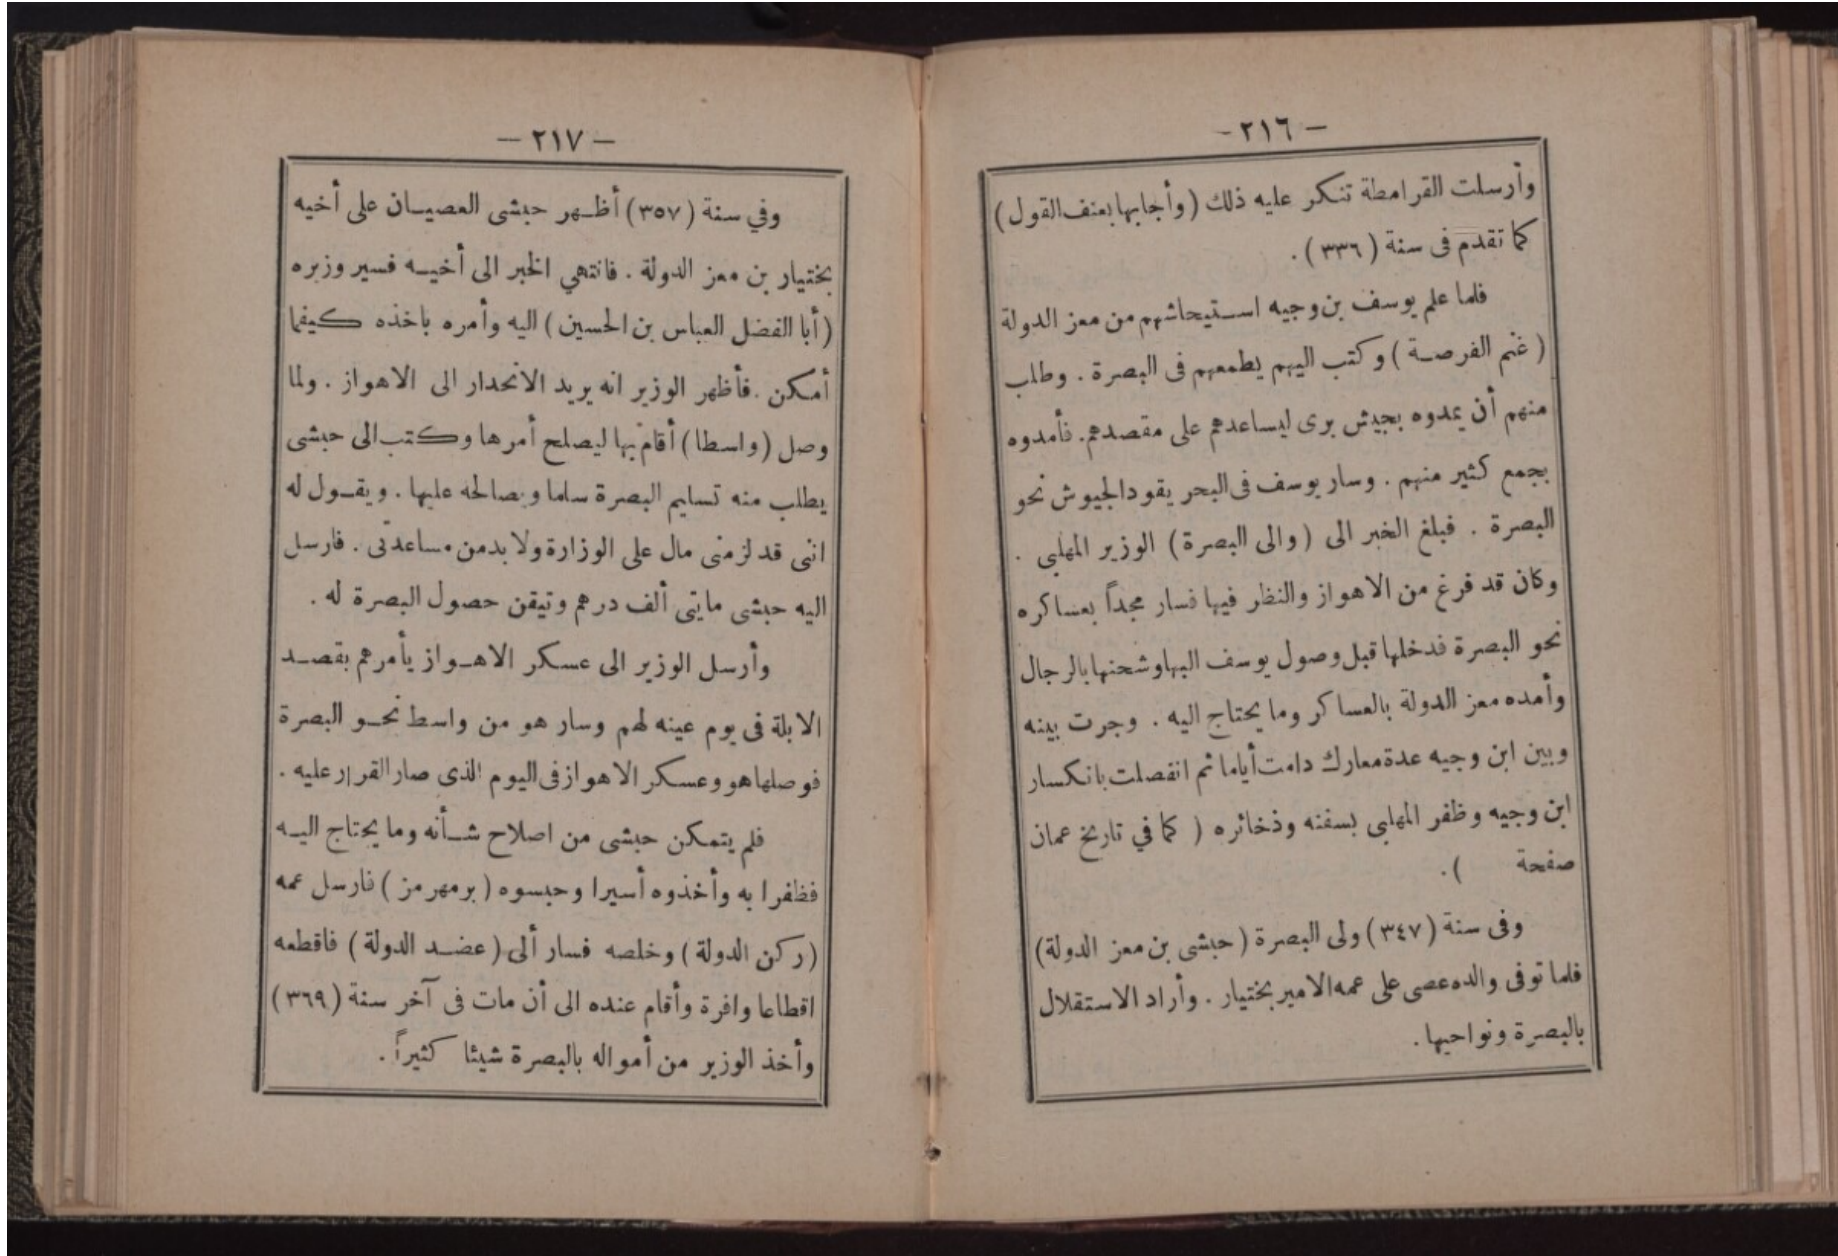 — ٢١٦ —
وأرسلت القرامطة تنكر عليه ذلك (وأجابها بعنف القول)
كما تقدم فى سنة (٣٣٦).
فلما علم يوسف بن وجيه استيحاشهم من معز الدولة
(غنم الفرصة) وكتب اليهم يطمعهم فى البصرة. وطلب
منهم أن يمدوه بجيش برى ليساعدهم على مقصدهم. فأمدوه
بجمع كثير منهم. وسار يوسف فى البحر يقود الجيوش نحو
البصرة. فبلغ الخبر الى (والى البصرة) الوزير المهلبي.
وكان قد فرغ من الاهواز والنظر فيها فسار مجداً بعساكره
نحو البصرة فدخلها قبل وصول يوسف اليها وشحنها بالرجال
وأمده معز الدولة بالعساكر وما يحتاج اليه. وجرت بينه
وبين ابن وجيه عدة معارك دامت أياما ثم انفصلت بانكسار
ابن وجيه وظفر المهلبي بسفنه وذخائره (كما في تاريخ عمان
صفحة ).
وفى سنة (٣٤٧) ولى البصرة (حبشى بن معز الدولة)
فلما توفى والده عصى على عمه الامير بختيار. وأراد الاستقلال
بالبصرة ونواحيها.
— ٢١٧ —
وفي سنة (٣٥٧) أظهر حبشى العصيان على أخيه
بختيار بن معز الدولة. فانتهي الخبر الى أخيه فسير وزبره
(أبا الفضل العباس بن الحسين) اليه وأمره باخذه كيفما
أمكن. فأظهر الوزير انه يريد الانحدار الى الاهواز. ولما
وصل (واسطا) أقام بها ليصلح أمرها وكتب الى حبشى
يطلب منه تسايم البصرة ساما ويصالحه عليها. ويقول له
اننى قد لزمنى مال على الوزارة ولا بد من مساعدتى. فارسل
اليه حبشى مايتى ألف درهم وتيقن حصول البصرة له.
وأرسل الوزير الى عسكر الاهواز يأمرهم بقصد
الابلة فى يوم عينه لهم وسار هو من واسط نحو البصرة
فوصلها هو وعسكر الاهواز فى اليوم الذى صار القرار عليه.
فلم يتمكن حبشى من اصلاح شأنه وما يحتاج اليه
فظفرا به وأخذوه أسيرا وحبسوه (برمهرمز) فارسل عمه
(ركن الدولة) وخلصه فسار ألى (عضد الدولة) فاقطعه
اقطاعا وافرة وأقام عنده الى أن مات فى آخر سنة (٣٦٩)
وأخذ الوزير من أمواله بالبصرة شيئا كثيراً.